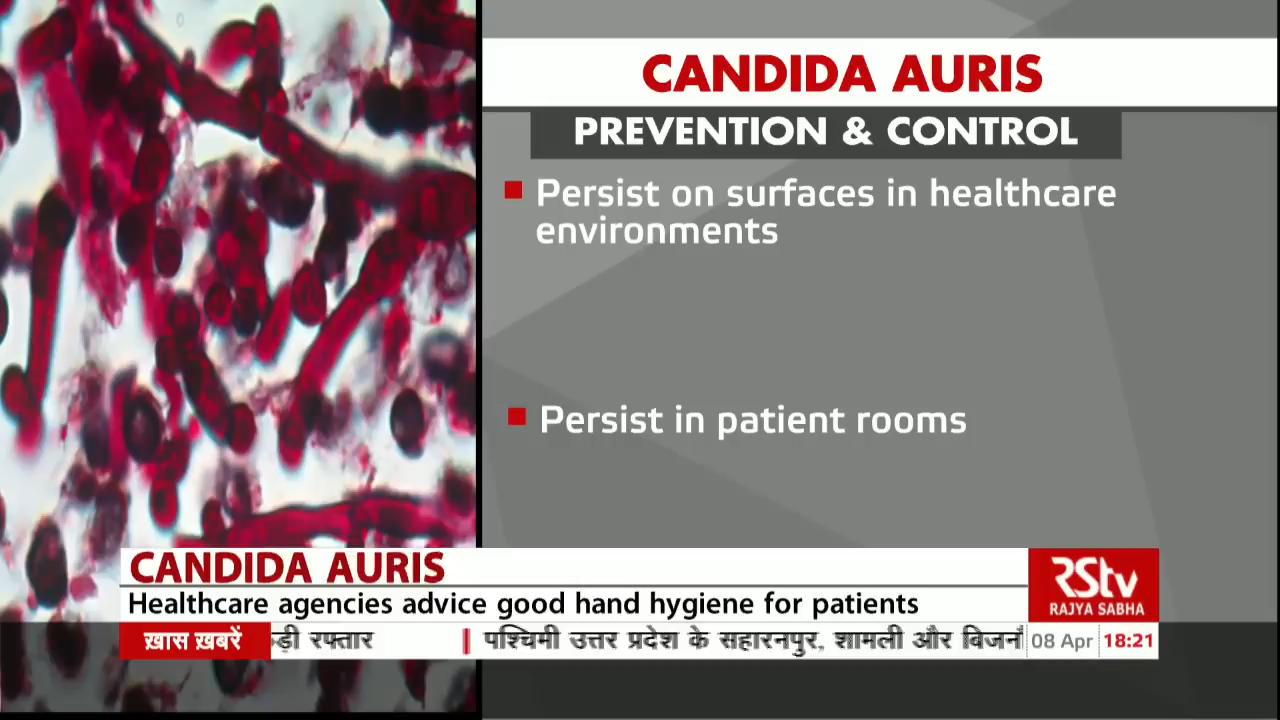 CANDIDA AURIS
PREVENTION & CONTROL
Persist on surfaces in healthcare
environments
Persist in patient rooms
CANDIDA AURIS
Healthcare agencies advice good hand hygiene for patients
RStv
RAJYA SABHA
ख़ास ख़बरें
रफ्तार | पश्चिमी उत्तर प्रदेश के सहारनपुर, शामली और
08 Apr 18:21